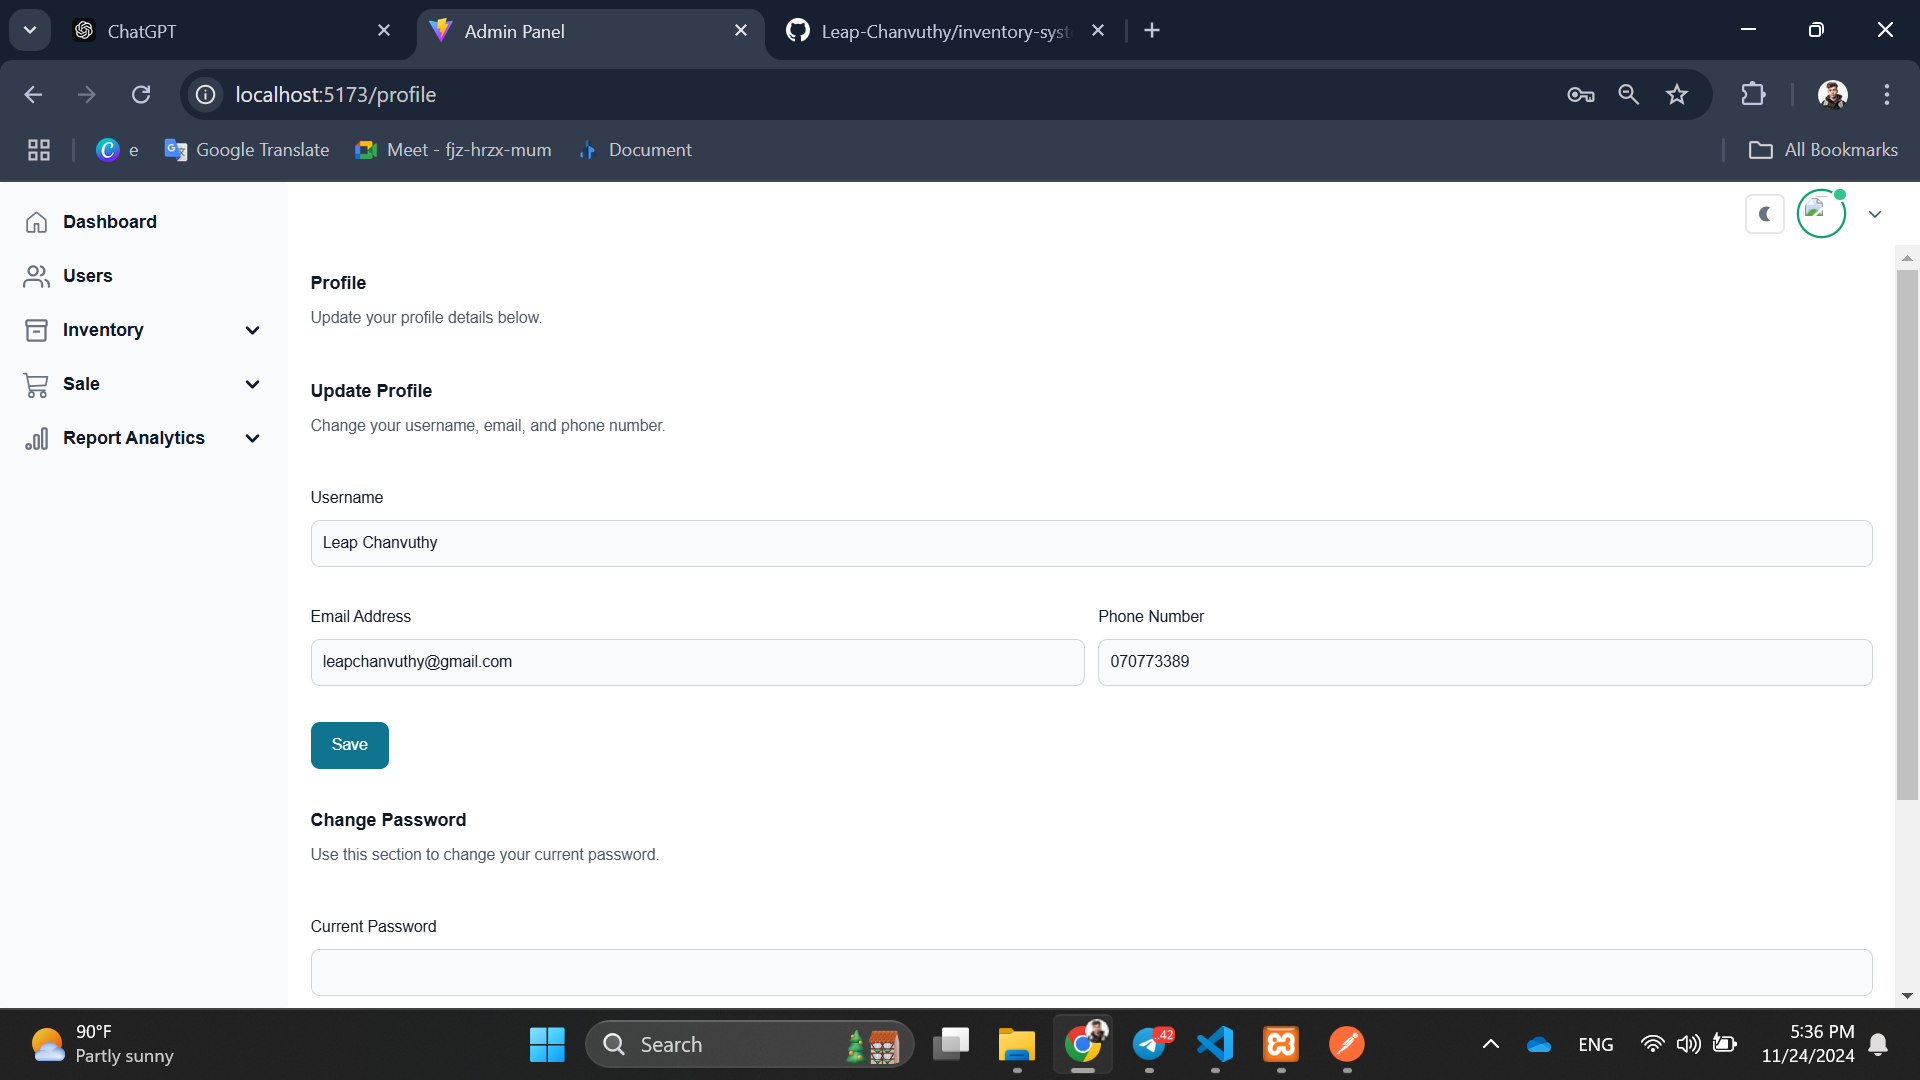 ChatGPT
Admin Panel
Leap-Chanvuthy/inventory-syst
localhost:5173/profile
e
Google Translate
Meet - fjz-hrzx-mum
Document
All Bookmarks
Dashboard
Users
Inventory
Sale
Report Analytics
Profile
Update your profile details below.
Update Profile
Change your username, email, and phone number.
Username
Leap Chanvuthy
Email Address
Phone Number
leapchanvuthy@gmail.com
070773389
Save
Change Password
Use this section to change your current password.
Current Password
90°F
Partly sunny
Search
..42
ENG
5:36 PM
11/24/2024